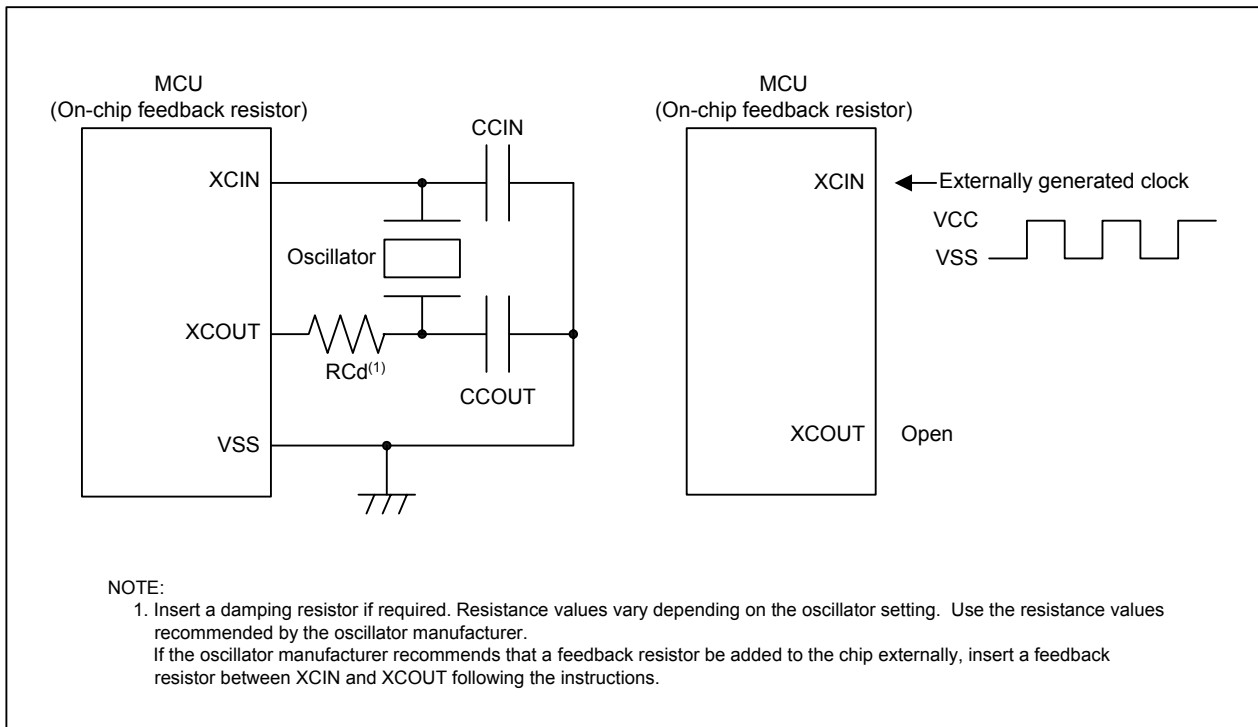 MCU
(On-chip feedback resistor)
CCIN
XCIN
Oscillator
XCOUT
RCd(1)
CCOUT
VSS
MCU
(On-chip feedback resistor)
XCIN
Externally generated clock
VCC
VSS
XCOUT
Open
NOTE:
1. Insert a damping resistor if required. Resistance values vary depending on the oscillator setting. Use the resistance values
recommended by the oscillator manufacturer.
If the oscillator manufacturer recommends that a feedback resistor be added to the chip externally, insert a feedback
resistor between XCIN and XCOUT following the instructions.